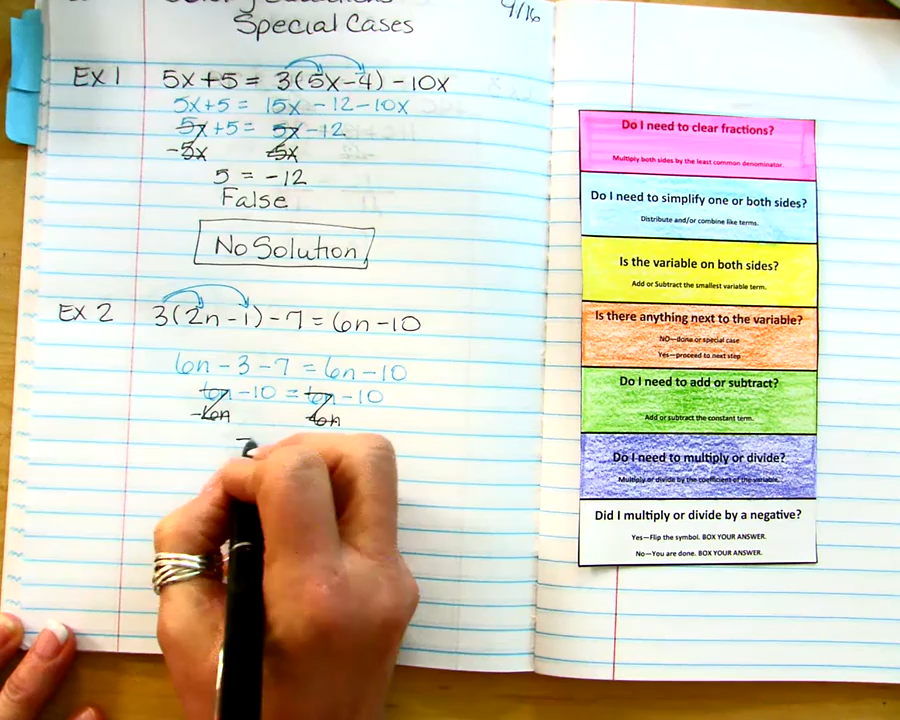 9/16
Special Cases
Ex 1 5x + 5 = 3(5x - 4) - 10x
5x + 5 = 15x - 12 - 10x
5x + 5 = 5x - 12
-5x -5x
5 = -12
False
No Solution
Ex 2 3(2n - 1) - 7 = 6n - 10
6n - 3 - 7 = 6n - 10
6n - 10 = 6n - 10
-6n -6n
Do I need to clear fractions?
Multiply both sides by the least common denominator.
Do I need to simplify one or both sides?
Distribute and/or combine like terms.
Is the variable on both sides?
Add or Subtract the smallest variable term.
Is there anything next to the variable?
NO—done or special case
Yes—proceed to next step
Do I need to add or subtract?
Add or subtract the constant term.
Do I need to multiply or divide?
Multiply or divide by the coefficient of the variable.
Did I multiply or divide by a negative?
Yes—Flip the symbol. BOX YOUR ANSWER.
No—You are done. BOX YOUR ANSWER.